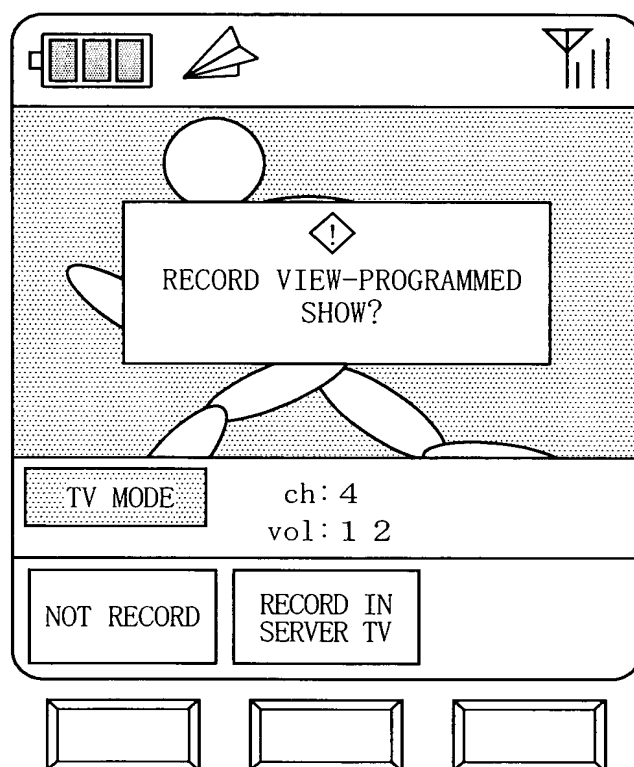 !
RECORD VIEW-PROGRAMMED
SHOW?
TV MODE
ch: 4
vol: 1 2
NOT RECORD
RECORD IN
SERVER TV